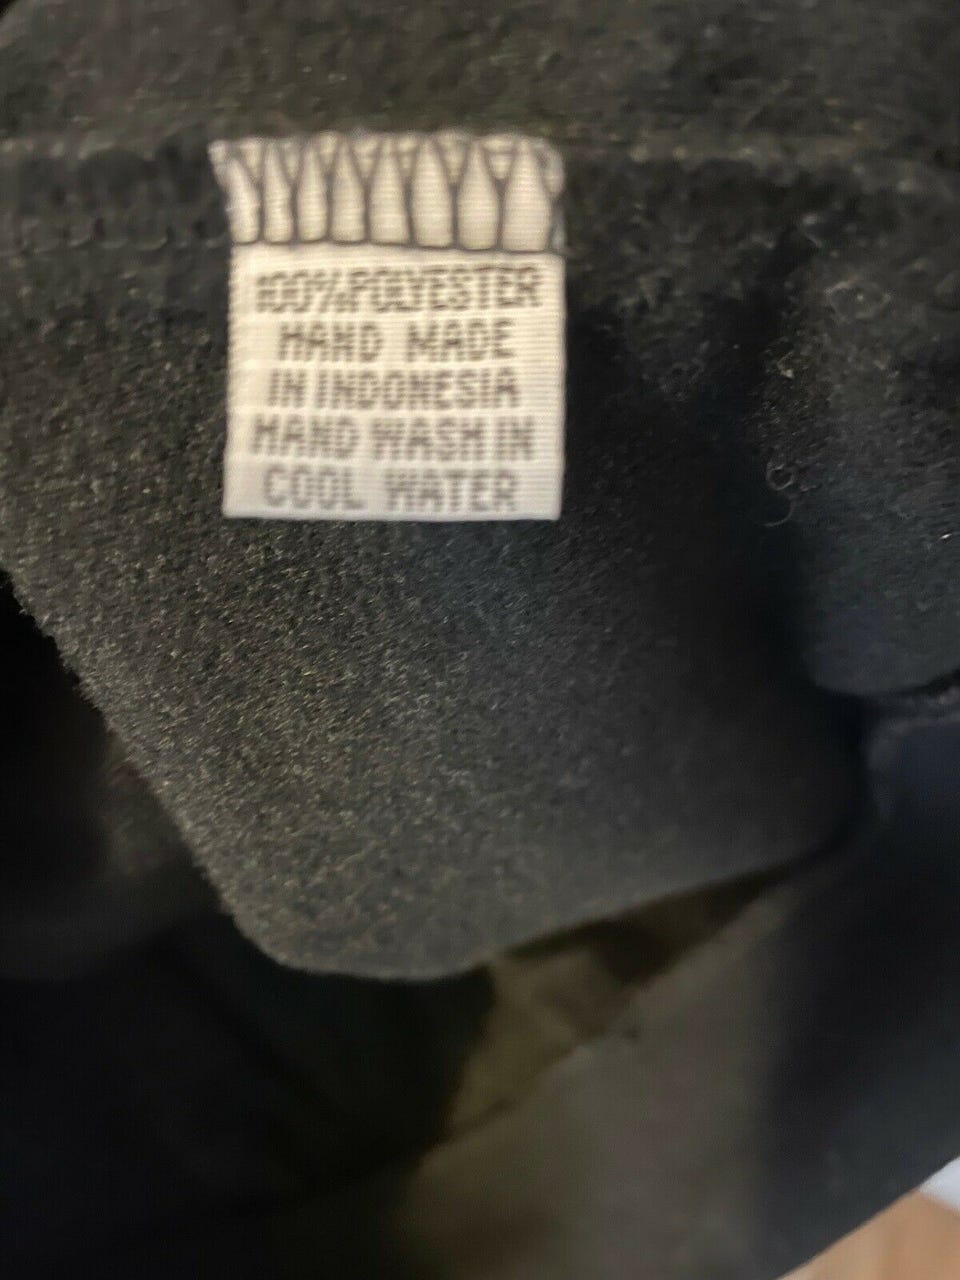 100%POLYESTER
HAND MADE
IN INDONESIA
HAND WASH IN
COOL WATER